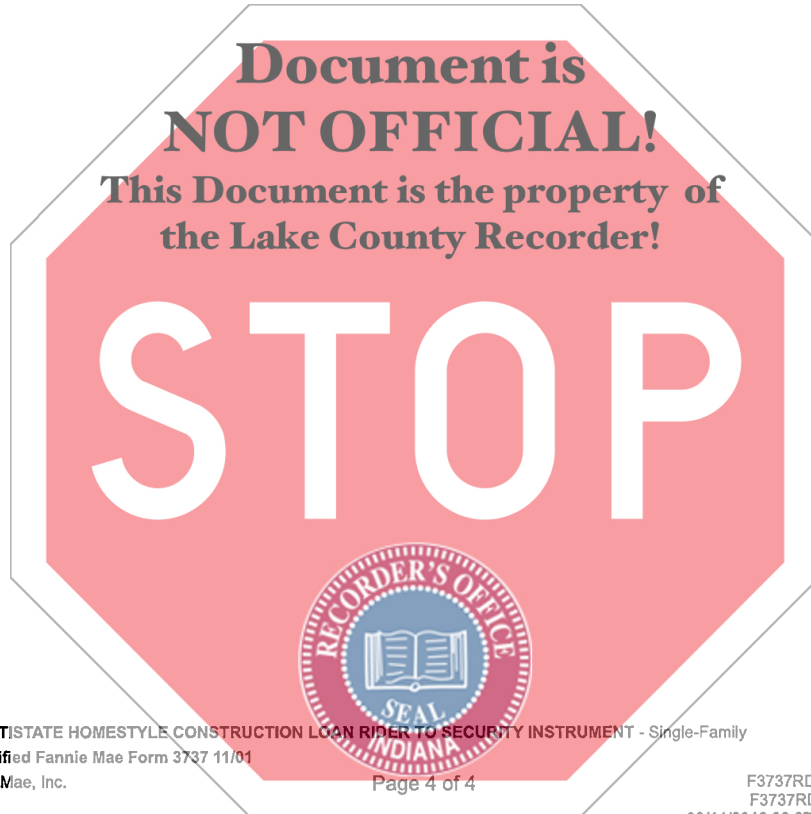 Document is
NOT OFFICIAL!
This Document is the property of
the Lake County Recorder!
STOP
RECORDER'S OFFICE
SEAL
INDIANA
TISTATE HOMESTYLE CONSTRUCTION LOAN RIDER TO SECURITY INSTRUMENT - Single-Family
ified Fannie Mae Form 3737 11/01
Mae, Inc.
Page 4 of 4
F3737RD
F3737RD